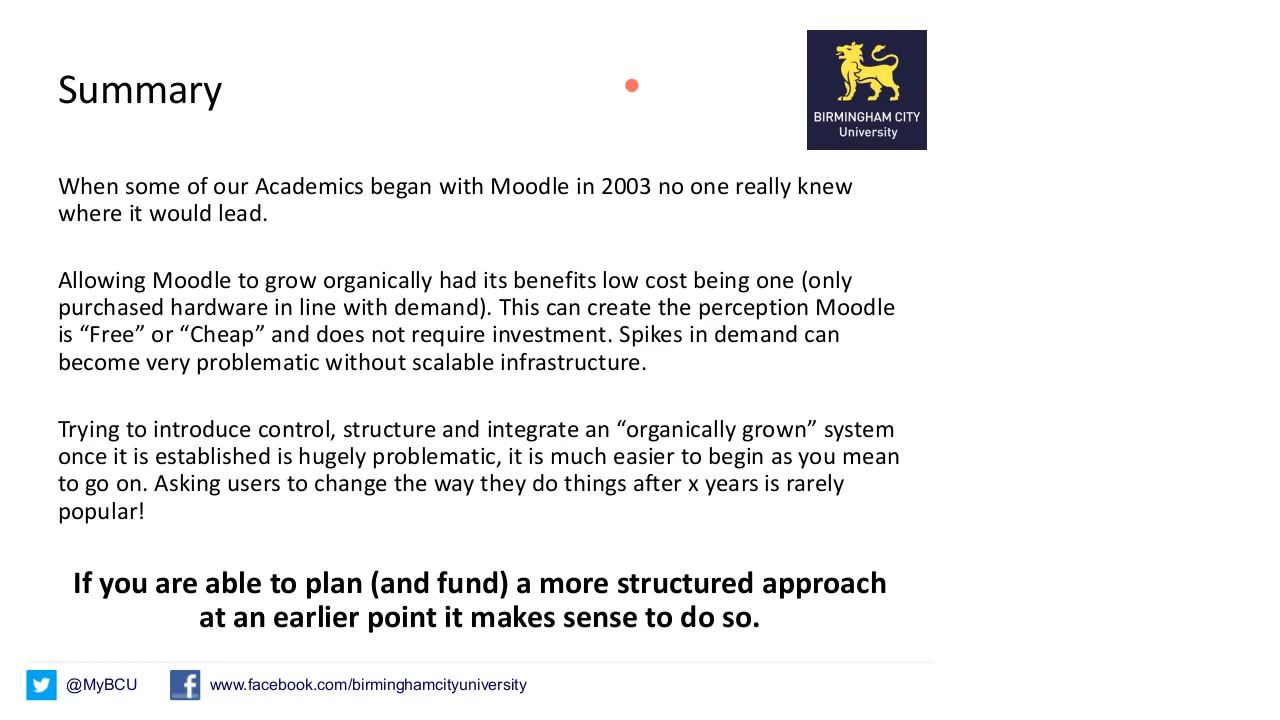 Summary
BIRMINGHAM CITY
University
When some of our Academics began with Moodle in 2003 no one really knew
where it would lead.
Allowing Moodle to grow organically had its benefits low cost being one (only
purchased hardware in line with demand). This can create the perception Moodle
is “Free” or “Cheap” and does not require investment. Spikes in demand can
become very problematic without scalable infrastructure.
Trying to introduce control, structure and integrate an “organically grown” system
once it is established is hugely problematic, it is much easier to begin as you mean
to go on. Asking users to change the way they do things after x years is rarely
popular!
If you are able to plan (and fund) a more structured approach
at an earlier point it makes sense to do so.
@MyBCU www.facebook.com/birminghamcityuniversity